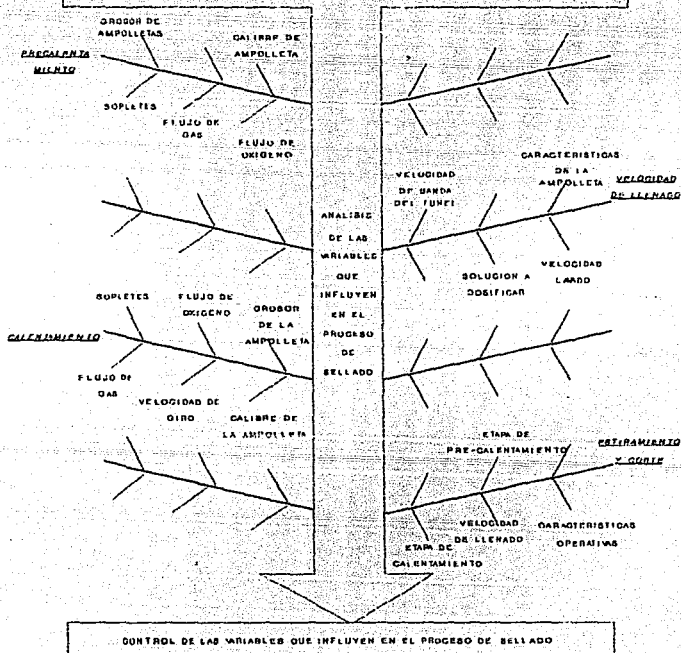 GROSOR DE
AMPOLLETAS
CALIBRE DE
AMPOLLETA
PRECALENTA
MIENTO
SOPLETES
FLUJO DE
GAS
FLUJO DE
OXIGENO
VELOCIDAD
DE BANDA
DEL TUNEL
CARACTERISTICAS
DE LA
AMPOLLETA
VELOCIDAD
DE LLENADO
SOLUCION A
DOSIFICAR
VELOCIDAD
ANALISIS
DE LAS
VARIABLES
QUE
INFLUYEN
EN EL
PROCESO
DE
SELLADO
SOPLETES
FLUJO DE
OXIGENO
GROSOR
DE LA
AMPOLLETA
CALENTAMIENTO
FLUJO DE
GAS
VELOCIDAD DE
GIRO
CALIBRE DE
LA AMPOLLETA
ETAPA DE
PRE-CALENTAMIENTO
ESTIRAMIENTO
Y CORTE
ETAPA DE
CALENTAMIENTO
VELOCIDAD
DE LLENADO
CARACTERISTICAS
OPERATIVAS
CONTROL DE LAS VARIABLES QUE INFLUYEN EN EL PROCESO DE SELLADO